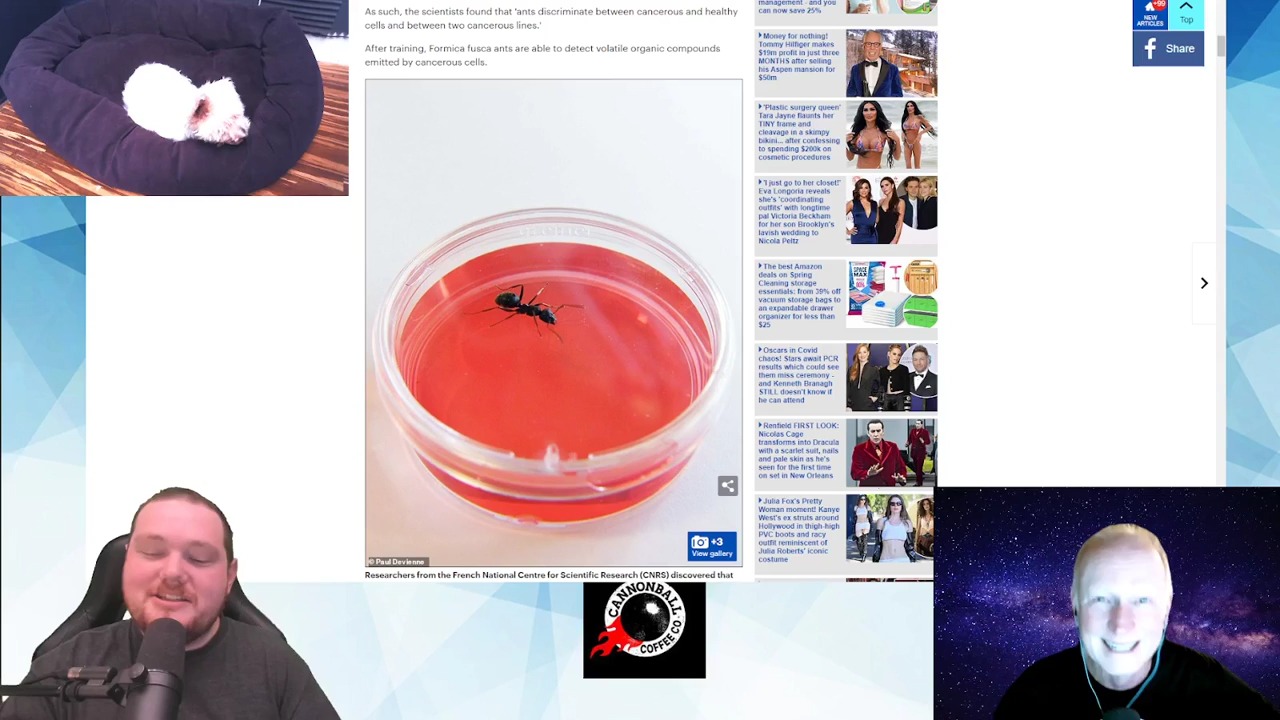 As such, the scientists found that 'ants discriminate between cancerous and healthy
cells and between two cancerous lines.'
After training, Formica fusca ants are able to detect volatile organic compounds
emitted by cancerous cells.
© Paul Devienne
+3
View gallery
Researchers from the French National Centre for Scientific Research (CNRS) discovered that
management - and you
can now save 25%
Money for nothing!
Tommy Hilfiger makes
$19m profit in just three
MONTHS after selling
his Aspen mansion for
$50m
'Plastic surgery queen'
Tara Jayne flaunts her
TINY frame and
cleavage in a skimpy
bikini... after confessing
to spending $200k on
cosmetic procedures
'I just go to her closet!'
Eva Longoria reveals
she's 'coordinating
outfits' with longtime
pal Victoria Beckham
for her son Brooklyn's
lavish wedding to
Nicola Peltz
The best Amazon
deals on Spring
Cleaning storage
essentials: from 39% off
vacuum storage bags to
an expandable drawer
organizer for less than
$25
SPACE
MAX
Oscars in Covid
chaos! Stars await PCR
results which could see
them miss ceremony -
and Kenneth Branagh
STILL doesn't know if
he can attend
Renfield FIRST LOOK:
Nicolas Cage
transforms into Dracula
with a scarlet suit, nails
and pale skin as he's
seen for the first time
on set in New Orleans
Julia Fox's Pretty
Woman moment! Kanye
West's ex struts around
Hollywood in thigh-high
PVC boots and racy
outfit reminiscent of
Julia Roberts' iconic
costume
+99
NEW
ARTICLES
Top
f Share
CANNONBALL
COFFEE CO.